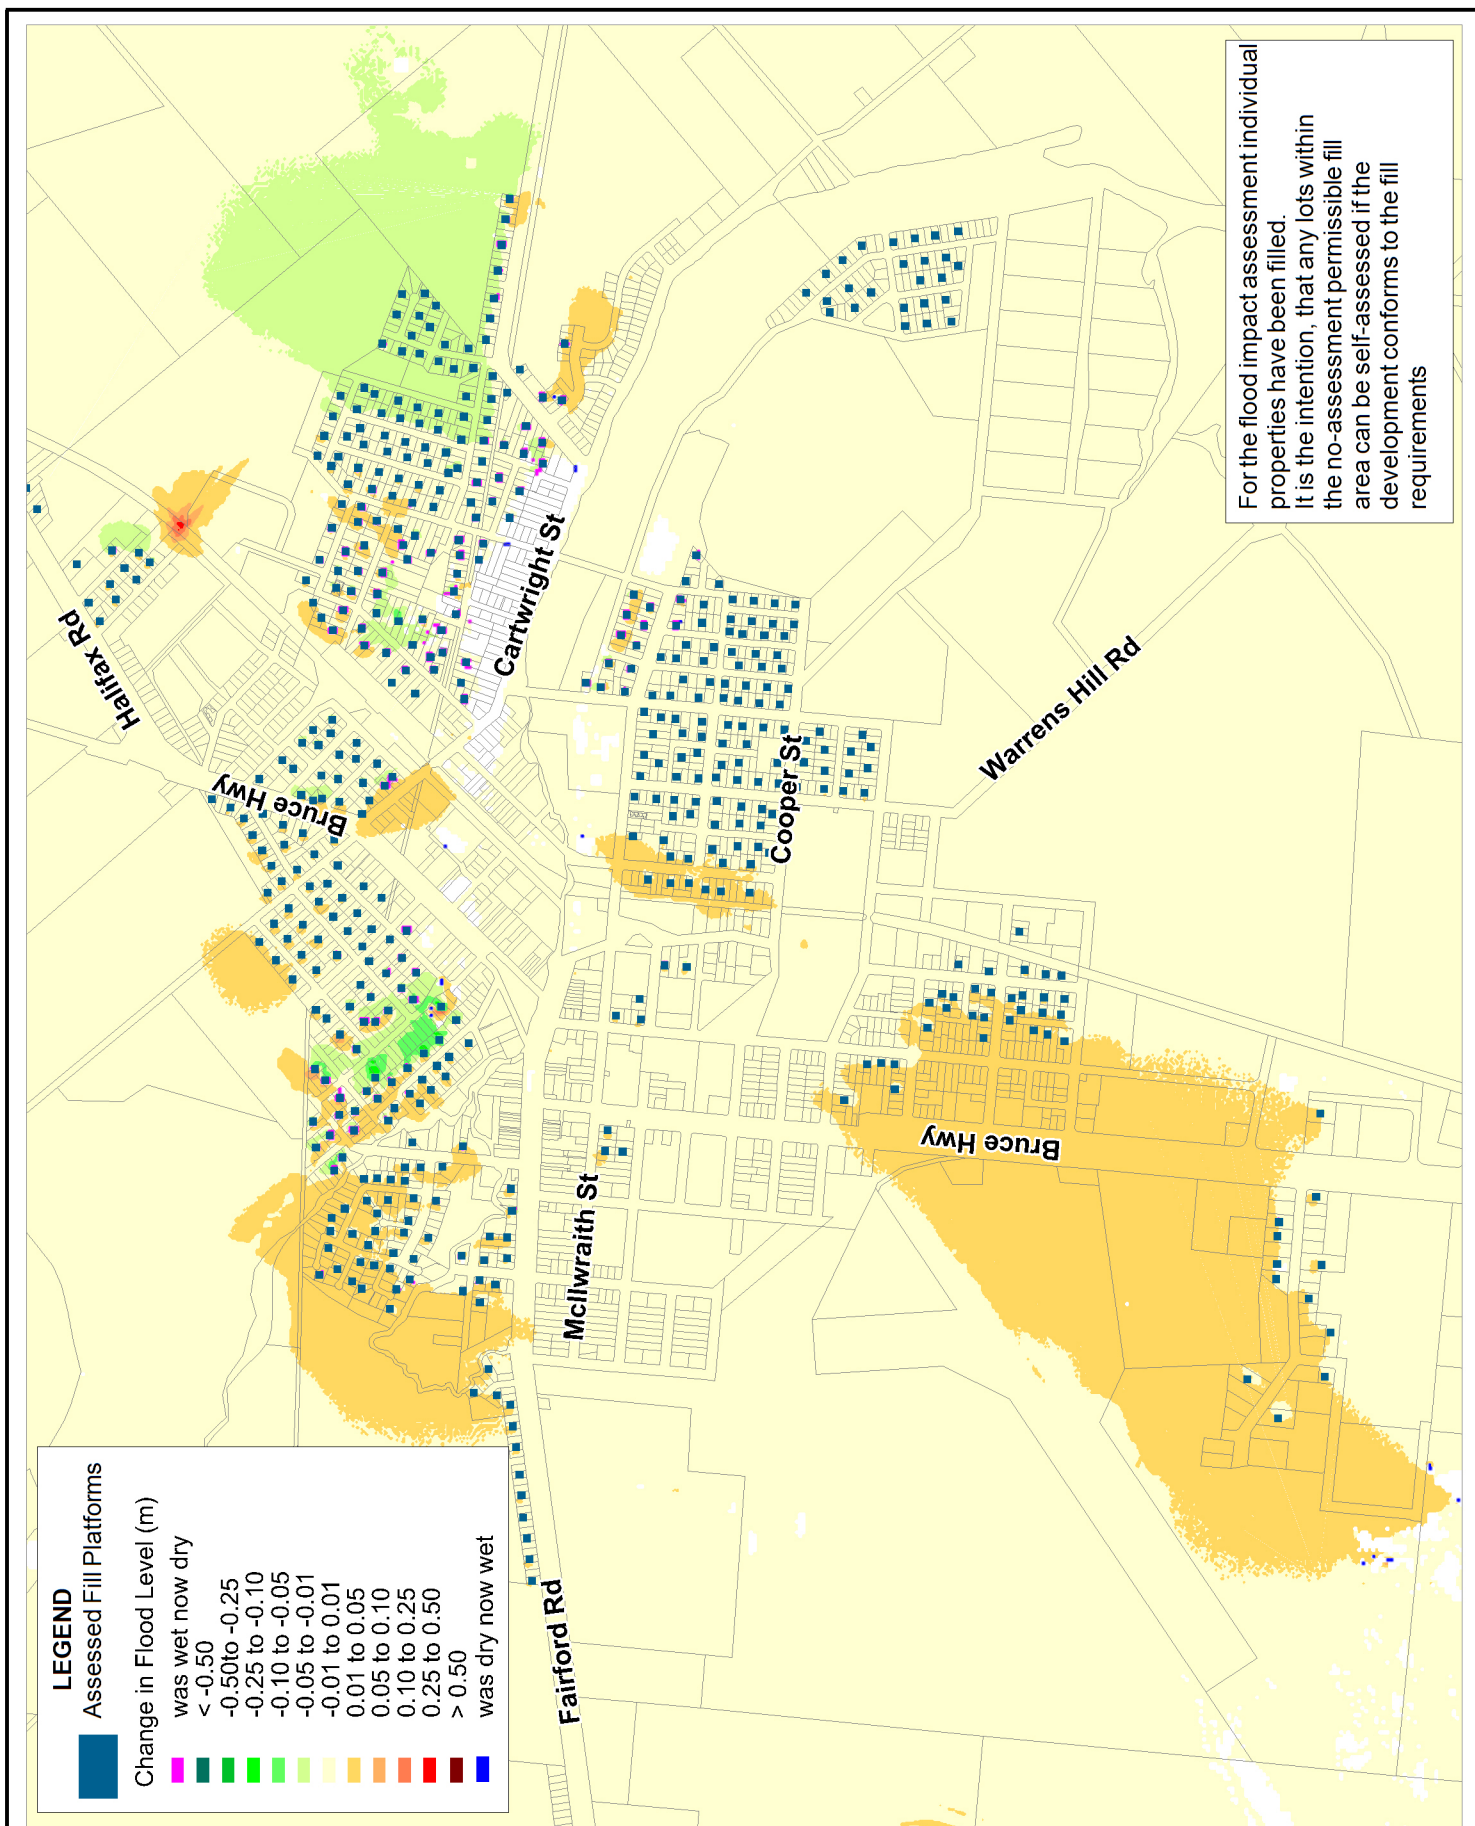 LEGEND
Assessed Fill Platforms
Change in Flood Level (m)
was wet now dry
< -0.50
-0.50to -0.25
-0.25 to -0.10
-0.10 to -0.05
-0.05 to -0.01
-0.01 to 0.01
0.01 to 0.05
0.05 to 0.10
0.10 to 0.25
0.25 to 0.50
> 0.50
was dry now wet
Fairford Rd
McIlwraith St
Bruce Hwy
Bruce Hwy
Halifax Rd
Cartwright St
Cooper St
Warrens Hill Rd
For the flood impact assessment individual
properties have been filled.
It is the intention, that any lots within
the no-assessment permissible fill
area can be self-assessed if the
development conforms to the fill
requirements